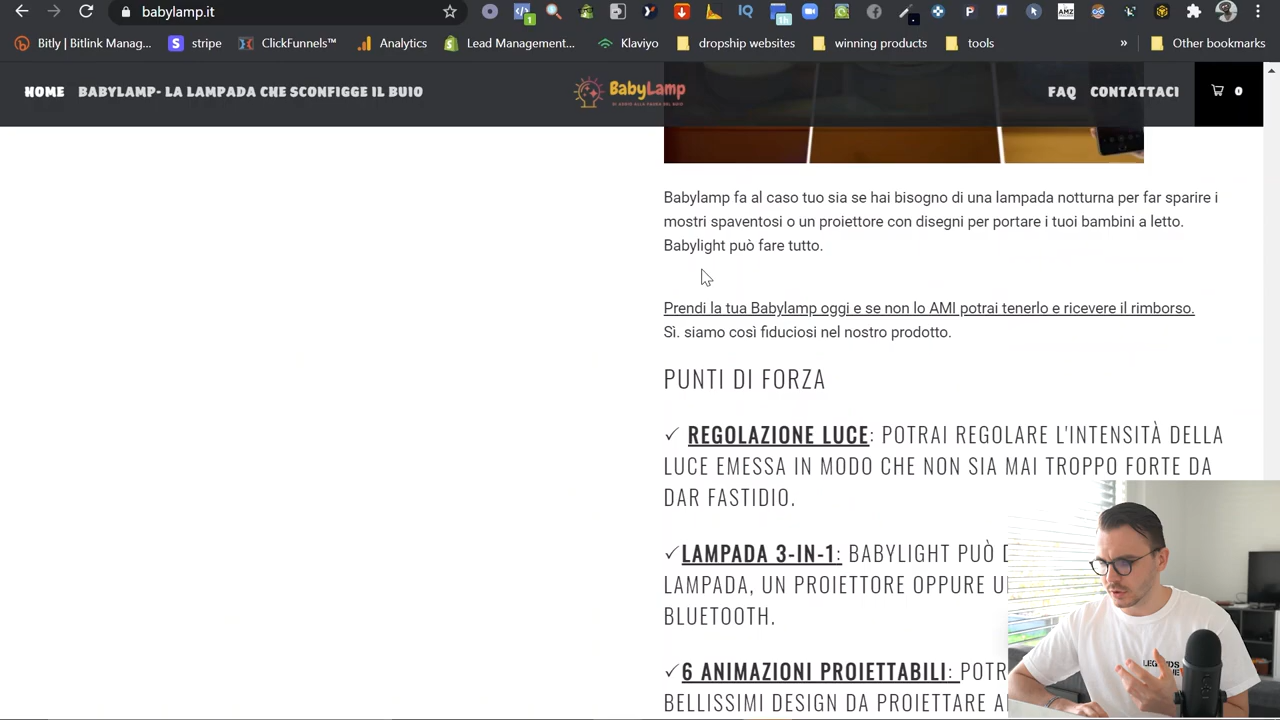 babylamp.it
Bitly | Bitlink Manag...
stripe
ClickFunnels™
Analytics
Lead Management...
Klaviyo
dropship websites
winning products
tools
»
Other bookmarks
HOME
BABYLAMP- LA LAMPADA CHE SCONFIGGE IL BUIO
BabyLamp
FAQ
CONTATTACI
0
Babylamp fa al caso tuo sia se hai bisogno di una lampada notturna per far sparire i
mostri spaventosi o un proiettore con disegni per portare i tuoi bambini a letto.
Babylight può fare tutto.
Prendi la tua Babylamp oggi e se non lo AMI potrai tenerlo e ricevere il rimborso.
Sì. siamo così fiduciosi nel nostro prodotto.
PUNTI DI FORZA
✓ REGOLAZIONE LUCE: POTRAI REGOLARE L'INTENSITÀ DELLA
LUCE EMESSA IN MODO CHE NON SIA MAI TROPPO FORTE DA
DAR FASTIDIO.
✓LAMPADA 3-IN-1: BABYLIGHT PUÒ
LAMPADA, UN PROIETTORE OPPURE
BLUETOOTH.
✓6 ANIMAZIONI PROIETTABILI: POTR
BELLISSIMI DESIGN DA PROIETTARE